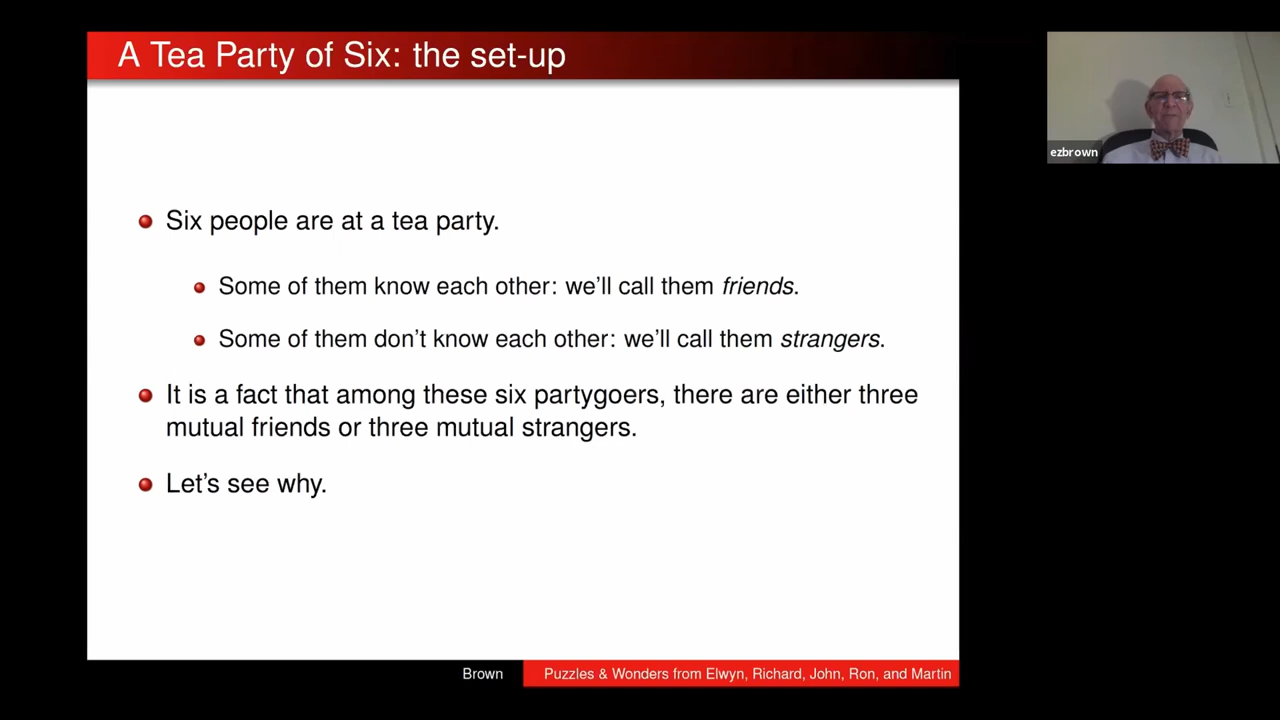 A Tea Party of Six: the set-up
ezbrown
Six people are at a tea party.
Some of them know each other: we'll call them friends.
Some of them don't know each other: we'll call them strangers.
It is a fact that among these six partygoers, there are either three
mutual friends or three mutual strangers.
Let's see why.
Brown
Puzzles & Wonders from Elwyn, Richard, John, Ron, and Martin